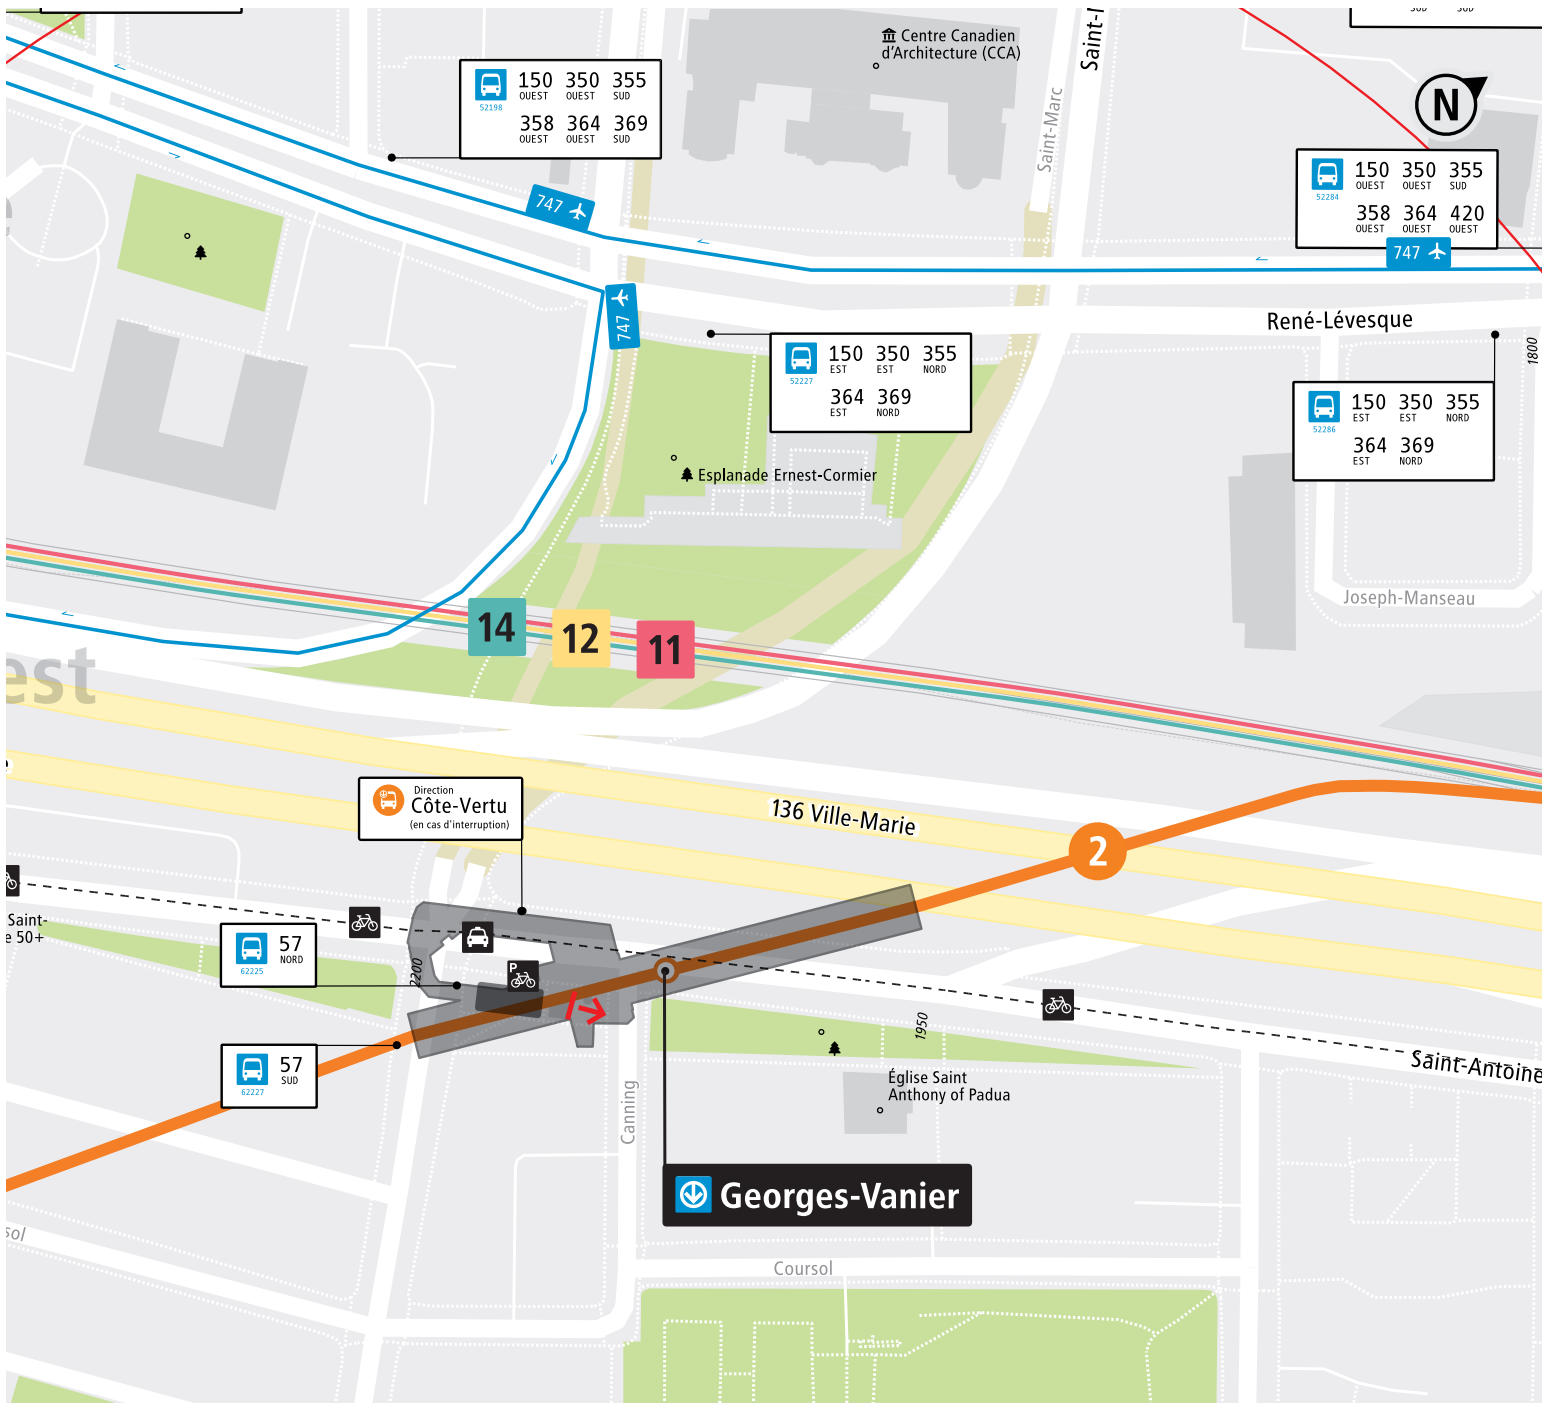 SUD SUD
Centre Canadien
d'Architecture (CCA)
Saint-Marc
N
52198
150 350 355
OUEST OUEST SUD
358 364 369
OUEST OUEST SUD
52284
150 350 355
OUEST OUEST SUD
358 364 420
OUEST OUEST OUEST
747
747
747
René-Lévesque
1800
52227
150 350 355
EST EST NORD
364 369
EST NORD
52286
150 350 355
EST EST NORD
364 369
EST NORD
Esplanade Ernest-Cormier
Joseph-Manseau
14
12
11
est
Direction
Côte-Vertu
(en cas d'interruption)
136 Ville-Marie
2
Saint-
e 50+
57
NORD
62225
2200
P
57
SUD
62227
1950
Saint-Antoine
Église Saint
Anthony of Padua
Canning
Georges-Vanier
sol
Coursol